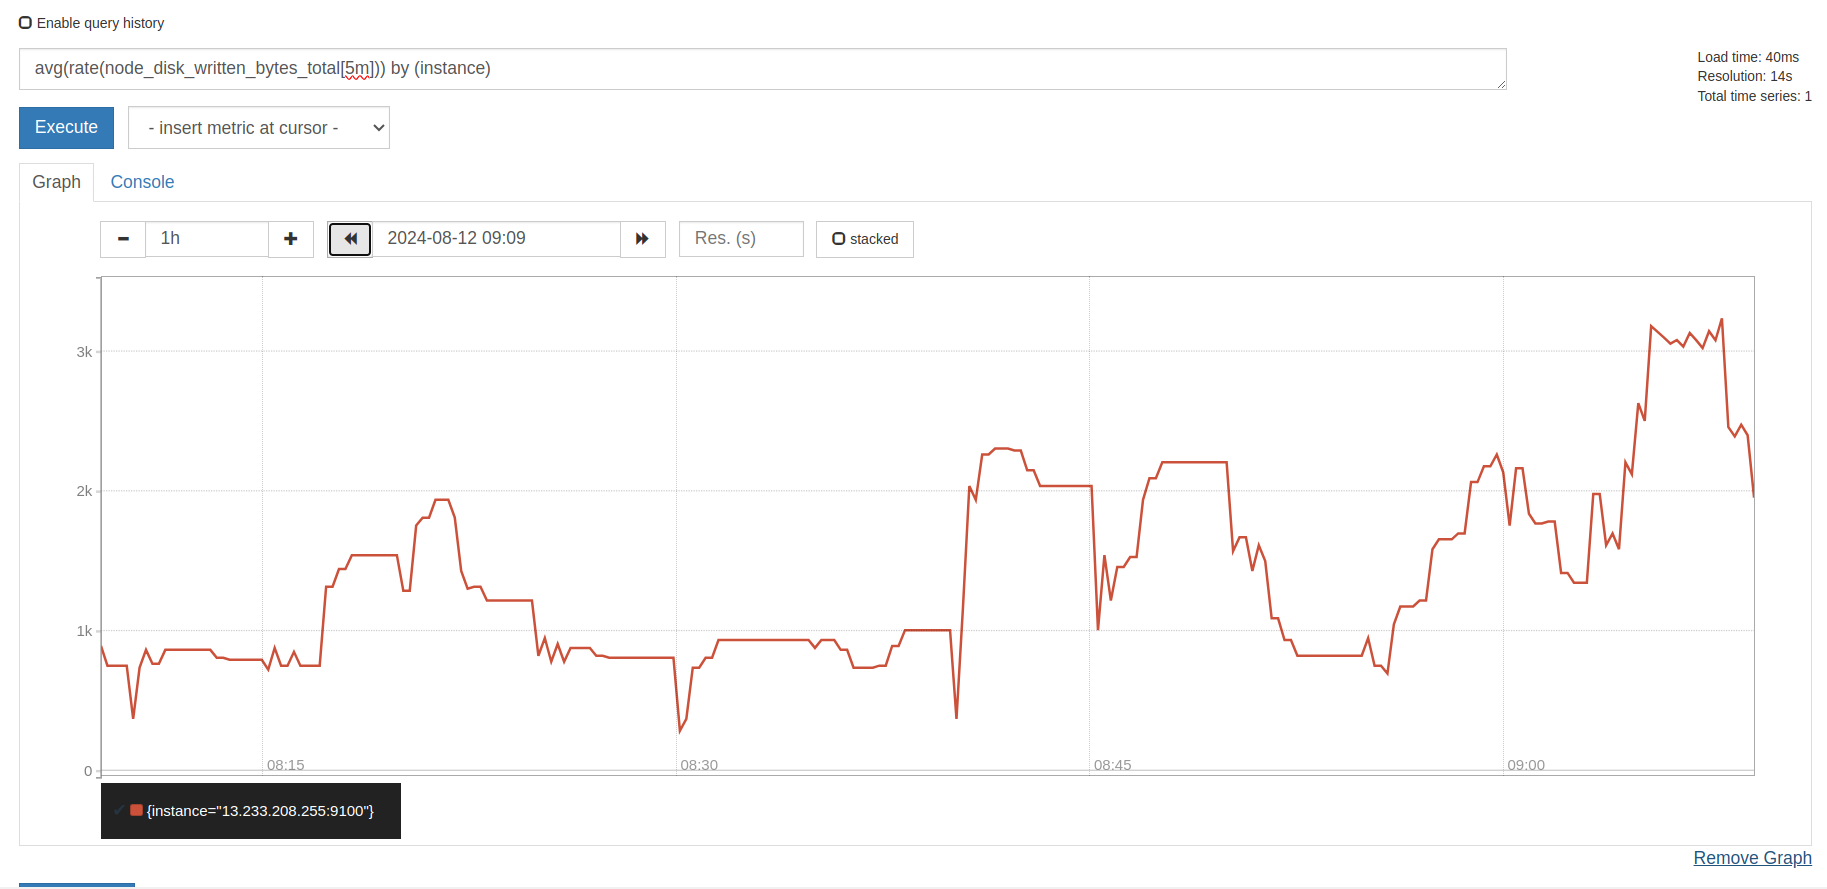 Enable query history
avg(rate(node_disk_written_bytes_total[5m])) by (instance)
Load time: 40ms
Resolution: 14s
Total time series: 1
Execute
- insert metric at cursor -
Graph
Console
1h
2024-08-12 09:09
Res. (s)
stacked
3k
2k
1k
0
08:15
08:30
08:45
09:00
{instance="13.233.208.255:9100"}
Remove Graph